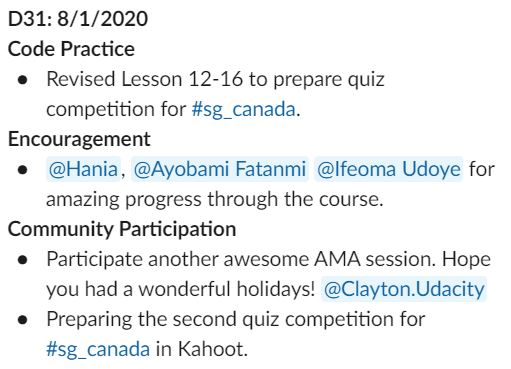 D31: 8/1/2020
Code Practice
● Revised Lesson 12-16 to prepare quiz
competition for #sg_canada.
Encouragement
● @Hania, @Ayobami Fatanmi @Ifeoma Udoye for
amazing progress through the course.
Community Participation
● Participate another awesome AMA session. Hope
you had a wonderful holidays! @Clayton.Udacity
● Preparing the second quiz competition for
#sg_canada in Kahoot.